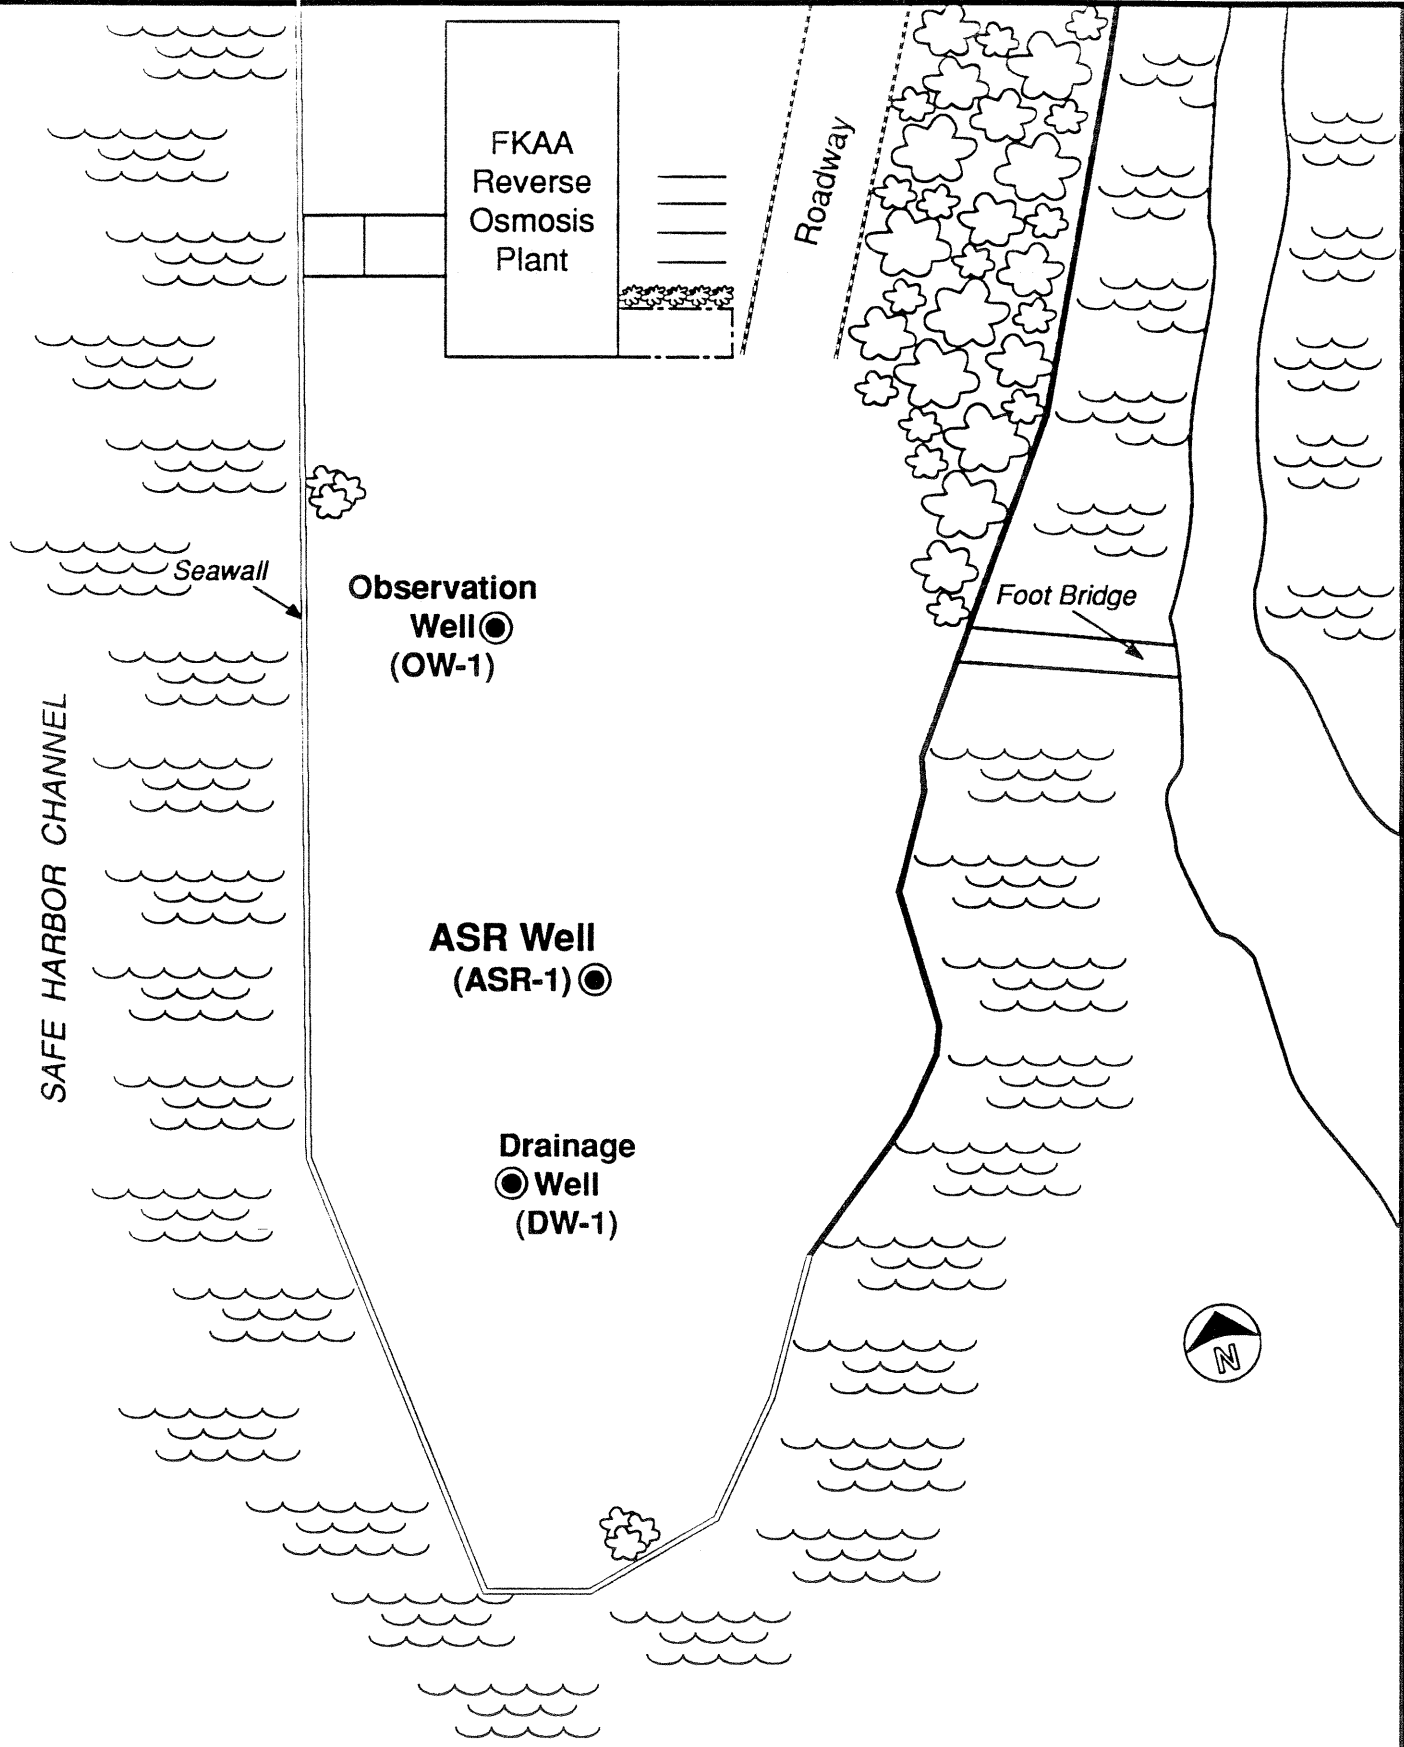 FKAA
Reverse
Osmosis
Plant
Roadway
Seawall
Observation
Well
(OW-1)
Foot Bridge
SAFE HARBOR CHANNEL
ASR Well
(ASR-1)
Drainage
Well
(DW-1)
N